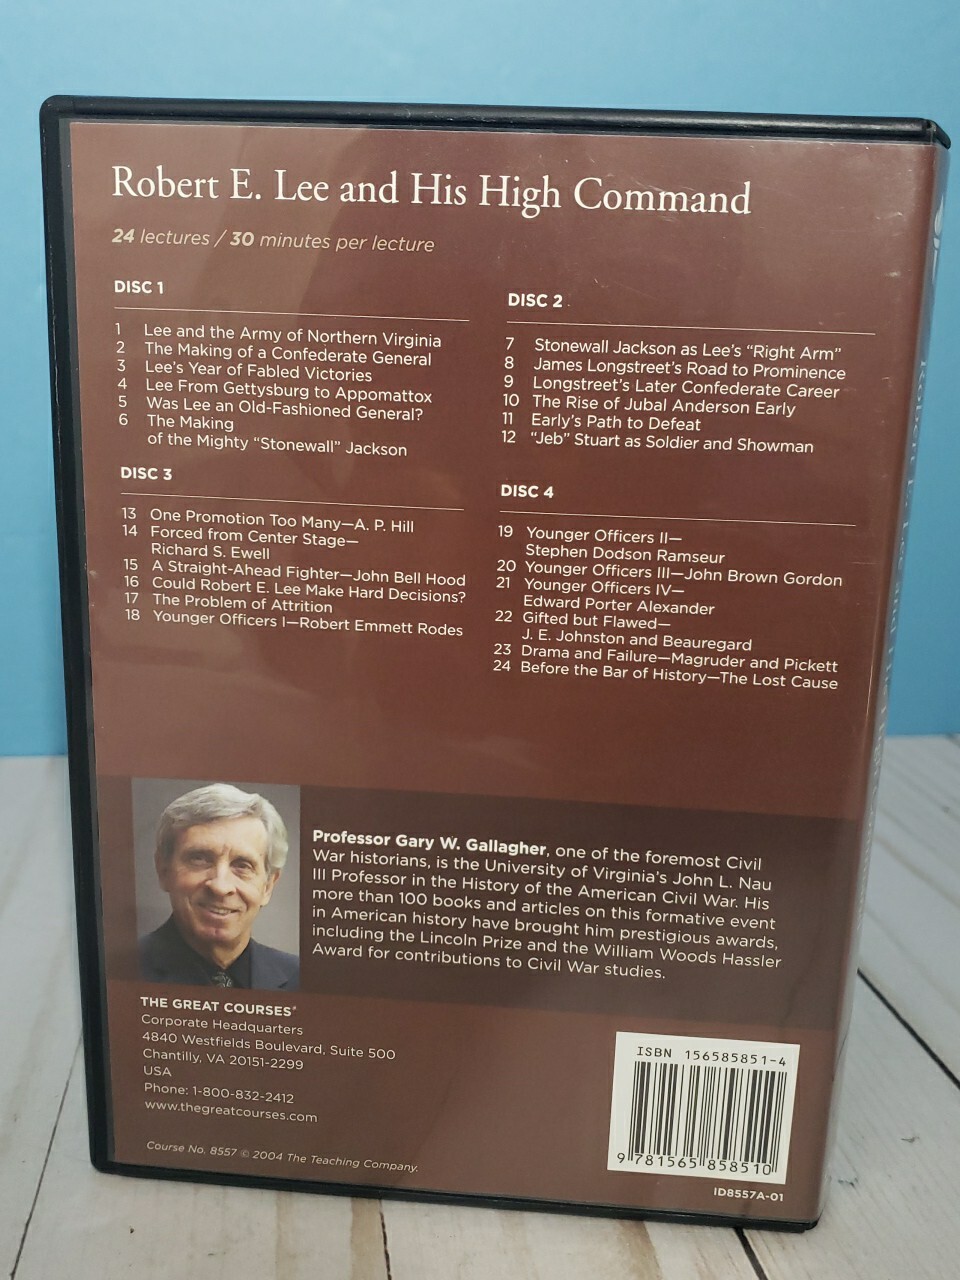 Robert E. Lee and His High Command
24 lectures / 30 minutes per lecture
DISC 1
1 Lee and the Army of Northern Virginia
2 The Making of a Confederate General
3 Lee's Year of Fabled Victories
4 Lee From Gettysburg to Appomattox
5 Was Lee an Old-Fashioned General?
6 The Making
of the Mighty “Stonewall” Jackson
DISC 2
7 Stonewall Jackson as Lee's “Right Arm”
8 James Longstreet's Road to Prominence
9 Longstreet's Later Confederate Career
10 The Rise of Jubal Anderson Early
11 Early's Path to Defeat
12 “Jeb” Stuart as Soldier and Showman
DISC 3
13 One Promotion Too Many—A. P. Hill
14 Forced from Center Stage—
Richard S. Ewell
15 A Straight-Ahead Fighter—John Bell Hood
16 Could Robert E. Lee Make Hard Decisions?
17 The Problem of Attrition
18 Younger Officers I—Robert Emmett Rodes
DISC 4
19 Younger Officers II—
Stephen Dodson Ramseur
20 Younger Officers III—John Brown Gordon
21 Younger Officers IV—
Edward Porter Alexander
22 Gifted but Flawed—
J. E. Johnston and Beauregard
23 Drama and Failure—Magruder and Pickett
24 Before the Bar of History—The Lost Cause
Professor Gary W. Gallagher, one of the foremost Civil
War historians, is the University of Virginia's John L. Nau
III Professor in the History of the American Civil War. His
more than 100 books and articles on this formative event
in American history have brought him prestigious awards,
including the Lincoln Prize and the William Woods Hassler
Award for contributions to Civil War studies.
THE GREAT COURSES®
Corporate Headquarters
4840 Westfields Boulevard, Suite 500
Chantilly, VA 20151-2299
USA
Phone: 1-800-832-2412
www.thegreatcourses.com
Course No. 8557 © 2004 The Teaching Company.
ISBN 156585851-4
9 781565 858510
ID8557A-01
Robert E. Lee and His High Command